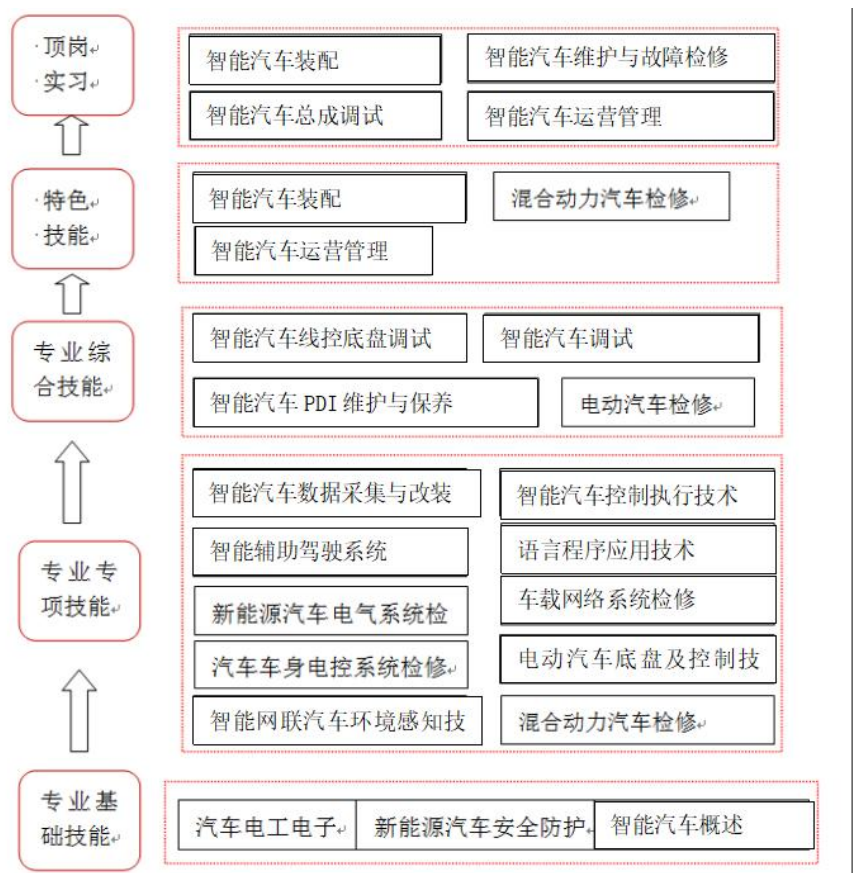 ·顶岗
·实习
智能汽车装配
智能汽车维护与故障检修
智能汽车总成调试
智能汽车运营管理
·特色
·技能
智能汽车装配
混合动力汽车检修
智能汽车运营管理
专业综
合技能
智能汽车线控底盘调试
智能汽车调试
智能汽车 PDI 维护与保养
电动汽车检修
专业专
项技能
智能汽车数据采集与改装
智能汽车控制执行技术
智能辅助驾驶系统
语言程序应用技术
新能源汽车电气系统检
车载网络系统检修
汽车车身电控系统检修
电动汽车底盘及控制技
智能网联汽车环境感知技
混合动力汽车检修
专业基
础技能
汽车电工电子
新能源汽车安全防护
智能汽车概述